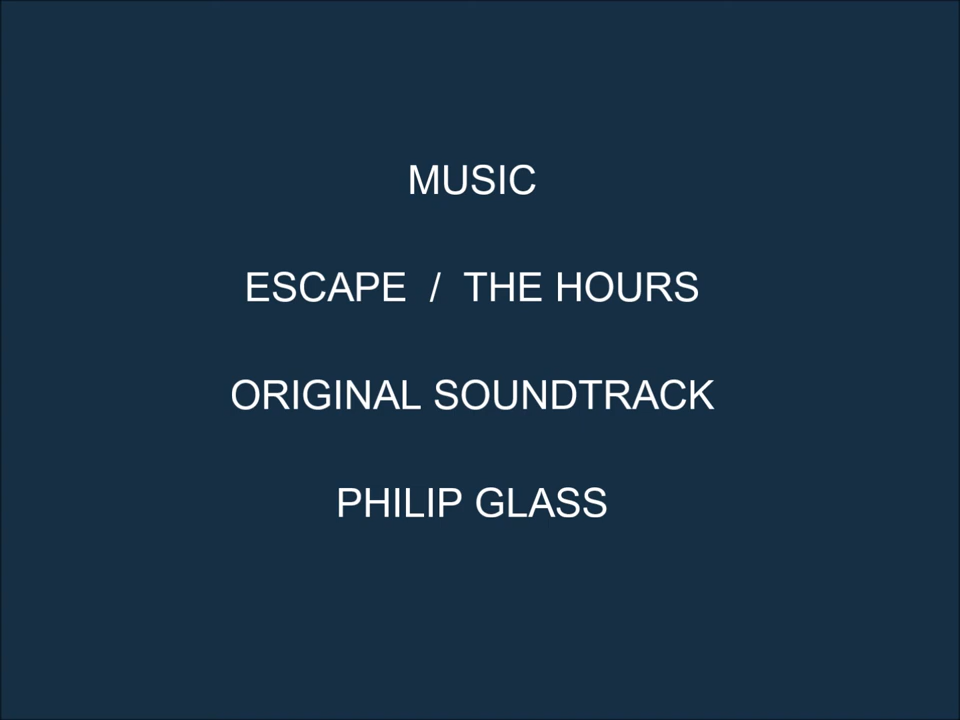 MUSIC
ESCAPE / THE HOURS
ORIGINAL SOUNDTRACK
PHILIP GLASS